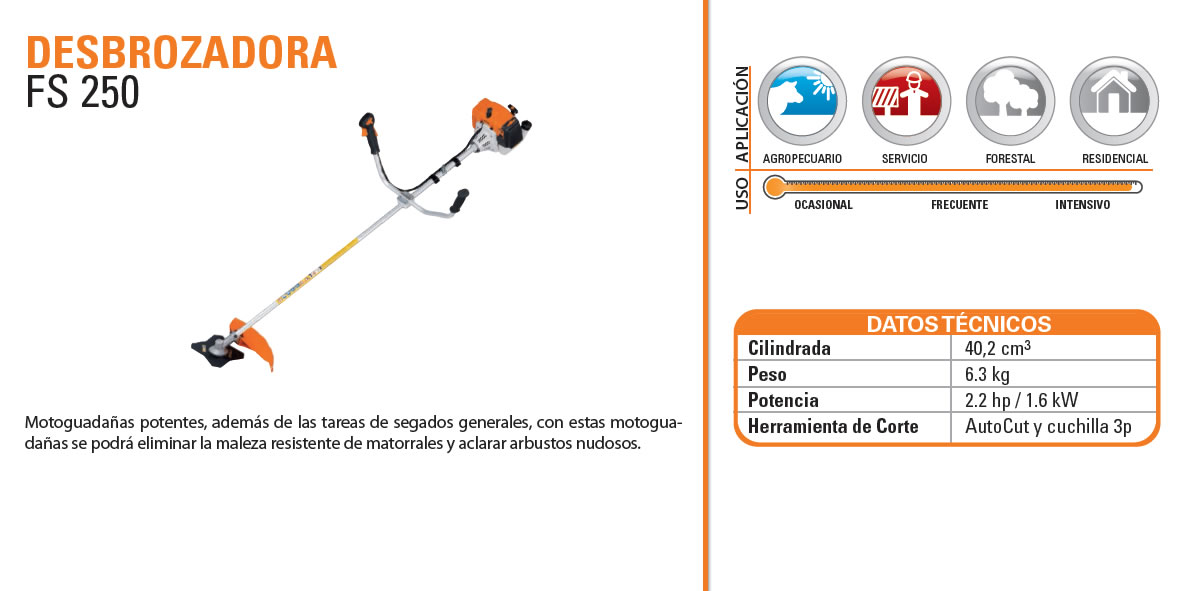 DESBROZADORA
FS 250
Motoguadañas potentes, además de las tareas de segados generales, con estas motogua-
dañas se podrá eliminar la maleza resistente de matorrales y aclarar arbustos nudosos.
APLICACIÓN
AGROPECUARIO SERVICIO FORESTAL RESIDENCIAL
USO
OCASIONAL FRECUENTE INTENSIVO
DATOS TÉCNICOS
Cilindrada 40,2 cm³
Peso 6.3 kg
Potencia 2.2 hp / 1.6 kW
Herramienta de Corte AutoCut y cuchilla 3p